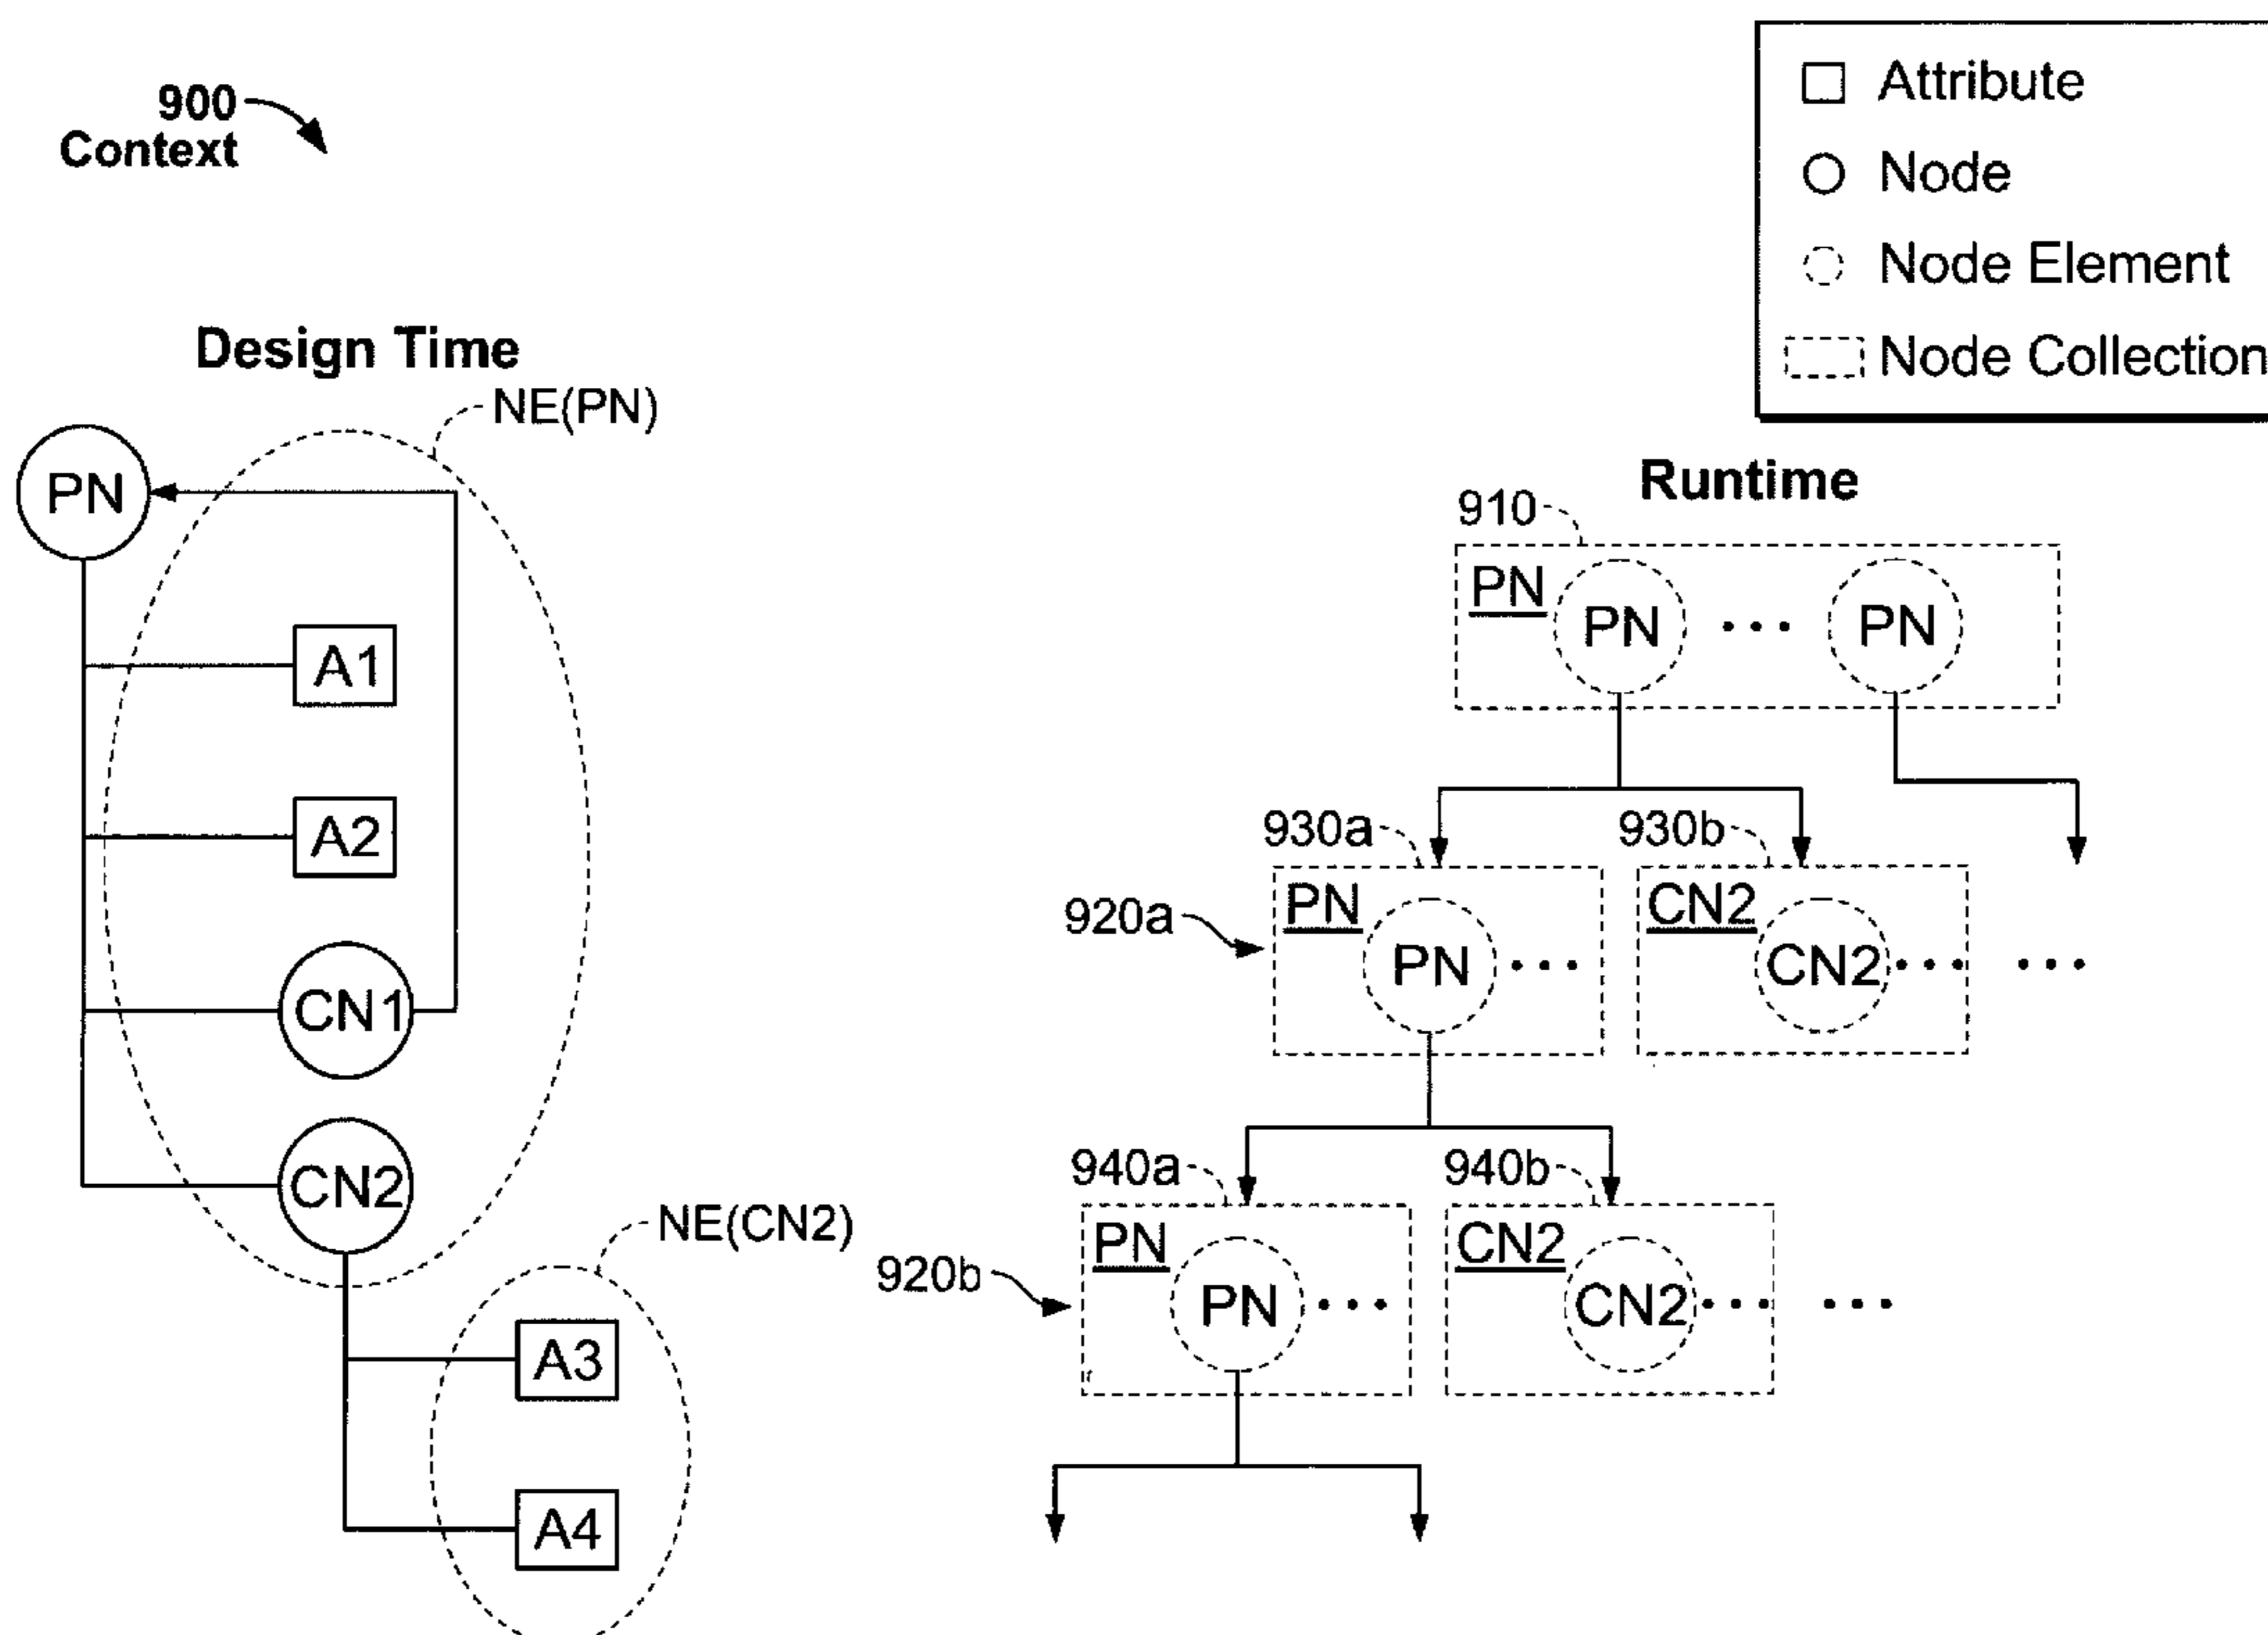 900
Context
Attribute
Node
Node Element
Node Collection
Design Time
NE(PN)
PN
A1
A2
CN1
CN2
NE(CN2)
A3
A4
Runtime
910
PN PN ... PN
930a 930b
920a
PN PN ...
CN2 CN2 ... ...
940a 940b
920b
PN PN ...
CN2 CN2 ... ...